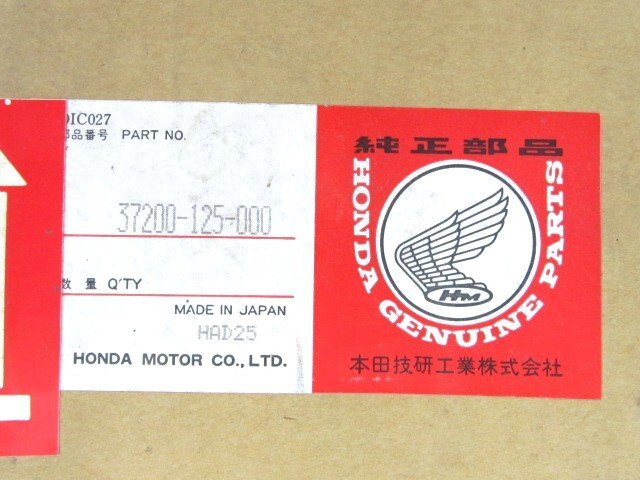 IC027
部品番号 PART NO.
37200-125-000
数 量 Q'TY
MADE IN JAPAN
HAD25
HONDA MOTOR CO.,LTD.
純正部品
HONDA GENUINE PARTS
HM
本田技研工業株式会社